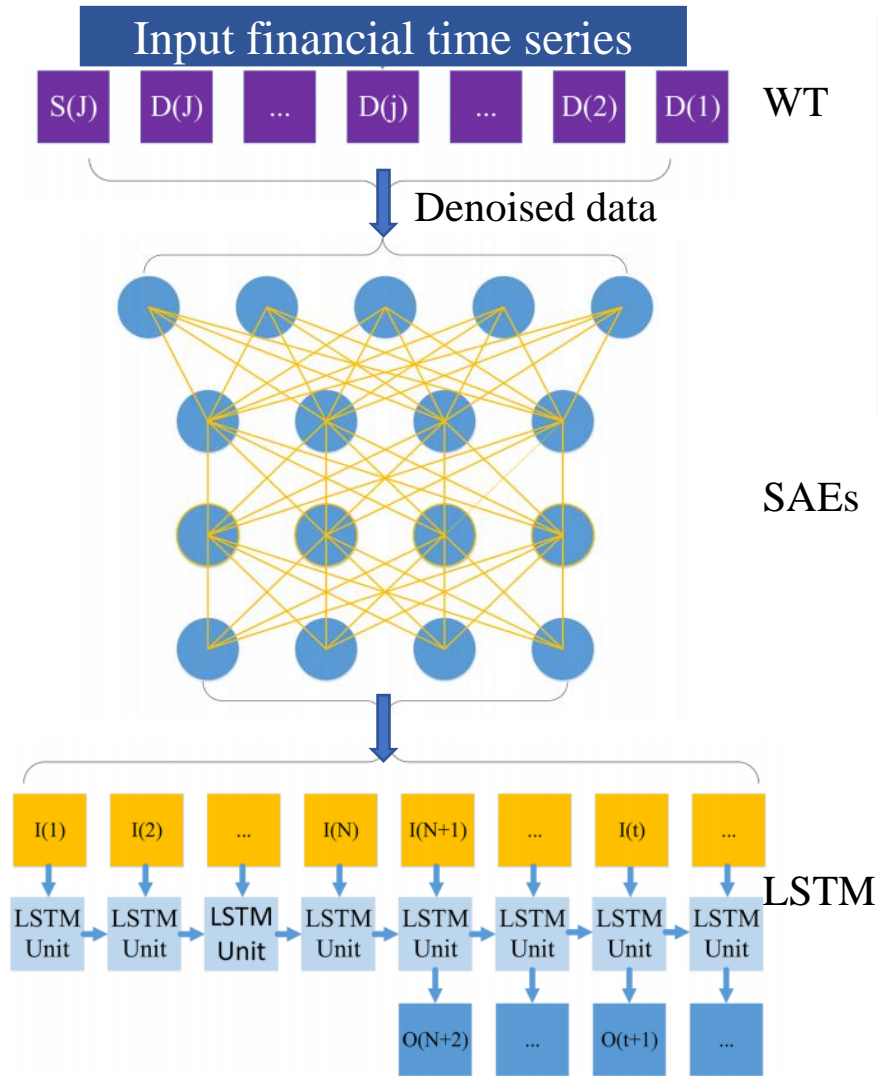 Input financial time series
S(J)
D(J)
...
D(j)
...
D(2)
D(1)
WT
Denoised data
SAEs
I(1)
I(2)
...
I(N)
I(N+1)
...
I(t)
...
LSTM
Unit
LSTM
Unit
LSTM
Unit
LSTM
Unit
LSTM
Unit
LSTM
Unit
LSTM
Unit
LSTM
Unit
LSTM
O(N+2)
...
O(t+1)
...